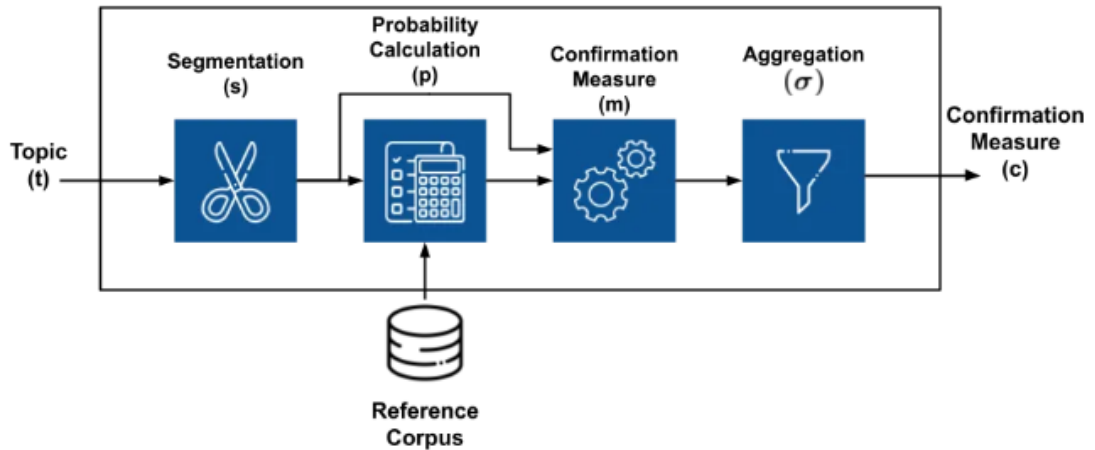 Topic
(t)
Segmentation
(s)
Probability
Calculation
(p)
Confirmation
Measure
(m)
Aggregation
(σ)
Confirmation
Measure
(c)
Reference
Corpus